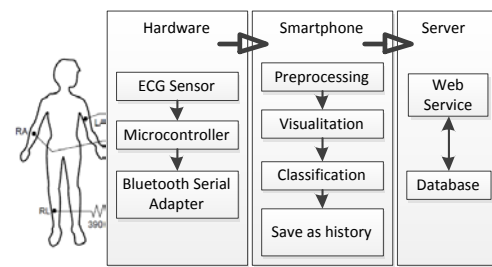 Hardware
Smartphone
Server
ECG Sensor
Microcontroller
Bluetooth Serial
Adapter
Preprocessing
Visualitation
Classification
Save as history
Web
Service
Database
RA
RL